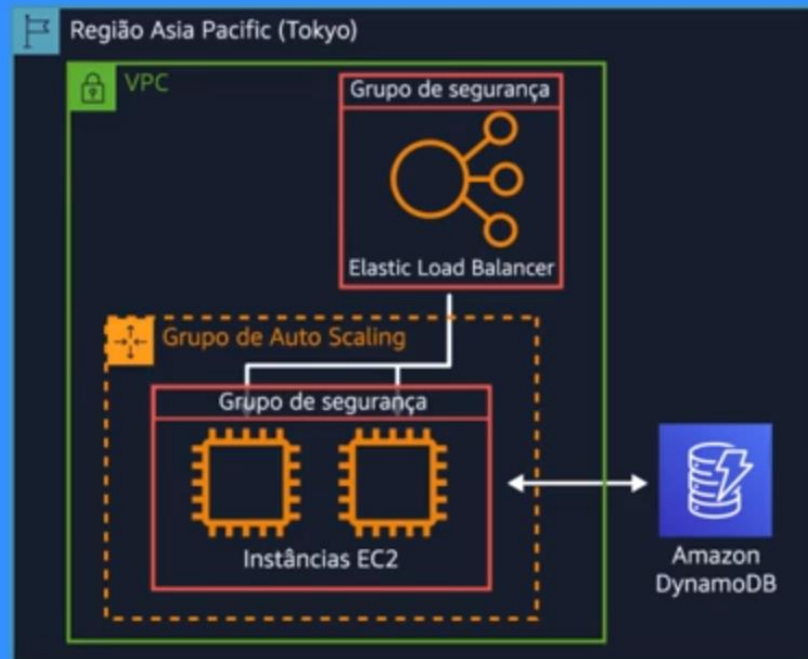 Região Asia Pacific (Tokyo)
VPC
Grupo de segurança
Elastic Load Balancer
Grupo de Auto Scaling
Grupo de segurança
Instâncias EC2
Amazon
DynamoDB